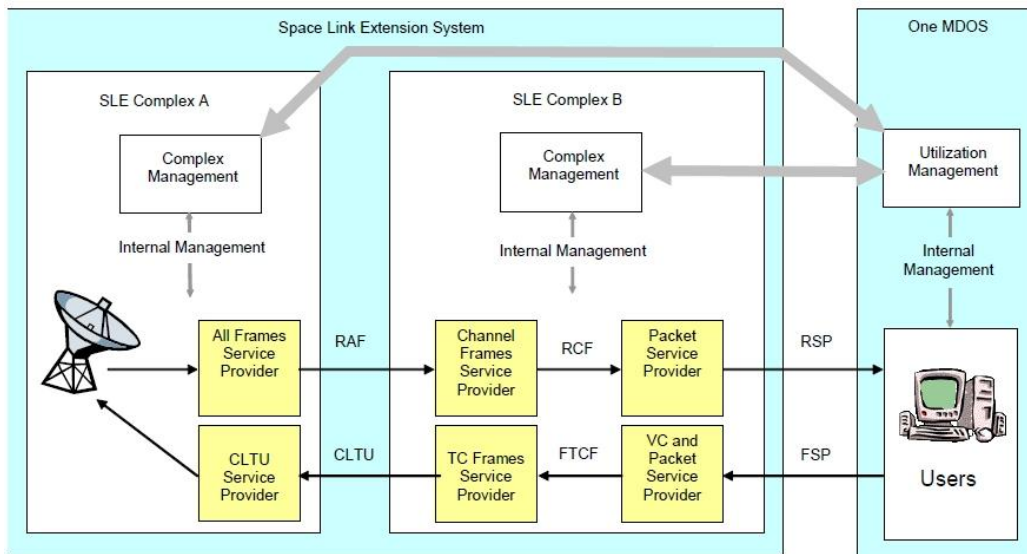 Space Link Extension System
One MDOS
SLE Complex A
SLE Complex B
Complex
Management
Complex
Management
Utilization
Management
Internal Management
Internal Management
Internal
Management
All Frames
Service
Provider
RAF
Channel
Frames
Service
Provider
RCF
Packet
Service
Provider
RSP
CLTU
Service
Provider
CLTU
TC Frames
Service
Provider
FTCF
VC and
Packet
Service
Provider
FSP
Users